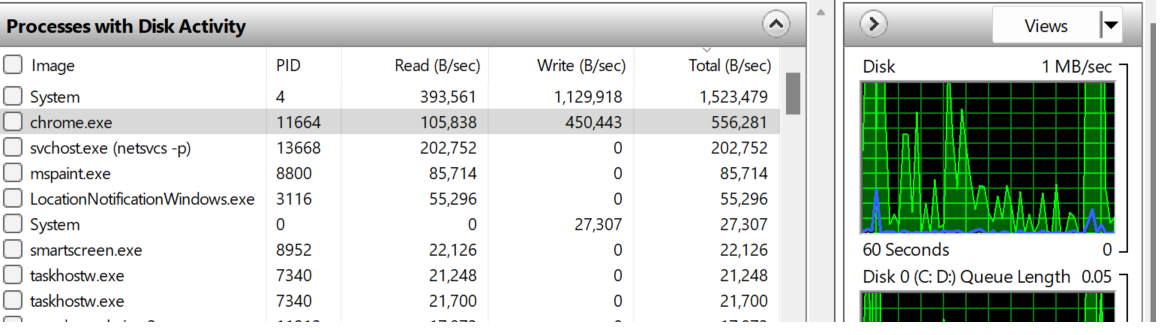 Processes with Disk Activity
Image PID Read (B/sec) Write (B/sec) Total (B/sec)
System 4 393,561 1,129,918 1,523,479
chrome.exe 11664 105,838 450,443 556,281
svchost.exe (netsvcs -p) 13668 202,752 0 202,752
mspaint.exe 8800 85,714 0 85,714
LocationNotificationWindows.exe 3116 55,296 0 55,296
System 0 0 27,307 27,307
smartscreen.exe 8952 22,126 0 22,126
taskhostw.exe 7340 21,248 0 21,248
taskhostw.exe 7340 21,700 0 21,700
Views
Disk 1 MB/sec
60 Seconds 0
Disk 0 (C: D:) Queue Length 0.05